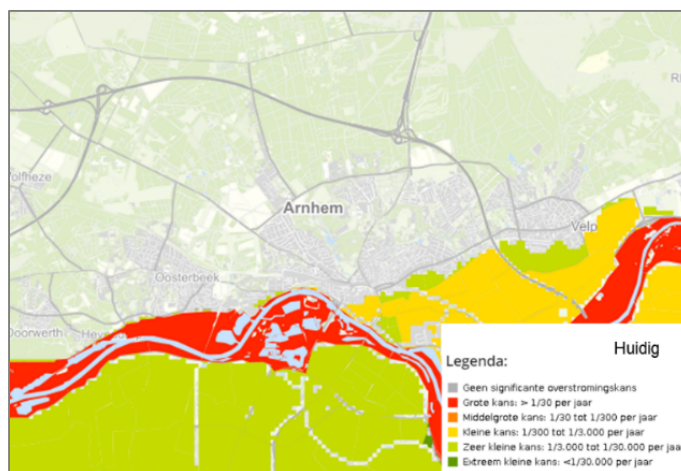 Arnhem
Velp
Oosterbeek
Doorwerth
Huidig
Legenda:
Geen significante overstromingskans
Grote kans: > 1/30 per jaar
Middelgrote kans: 1/30 tot 1/300 per jaar
Kleine kans: 1/300 tot 1/3.000 per jaar
Zeer kleine kans: 1/3.000 tot 1/30.000 per jaar
Extreem kleine kans: <1/30.000 per jaar